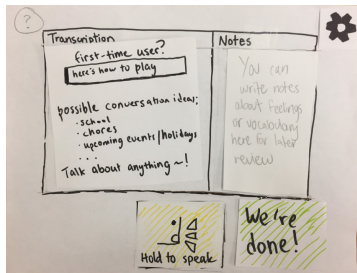 ?
Transcription
Notes
first-time user?
here's how to play
possible conversation ideas:
· school
· chores
· upcoming events/holidays
. . .
Talk about anything ~!
You can
write notes
about feelings
or vocabulary
here for later
review
Hold to speak
We're
done!